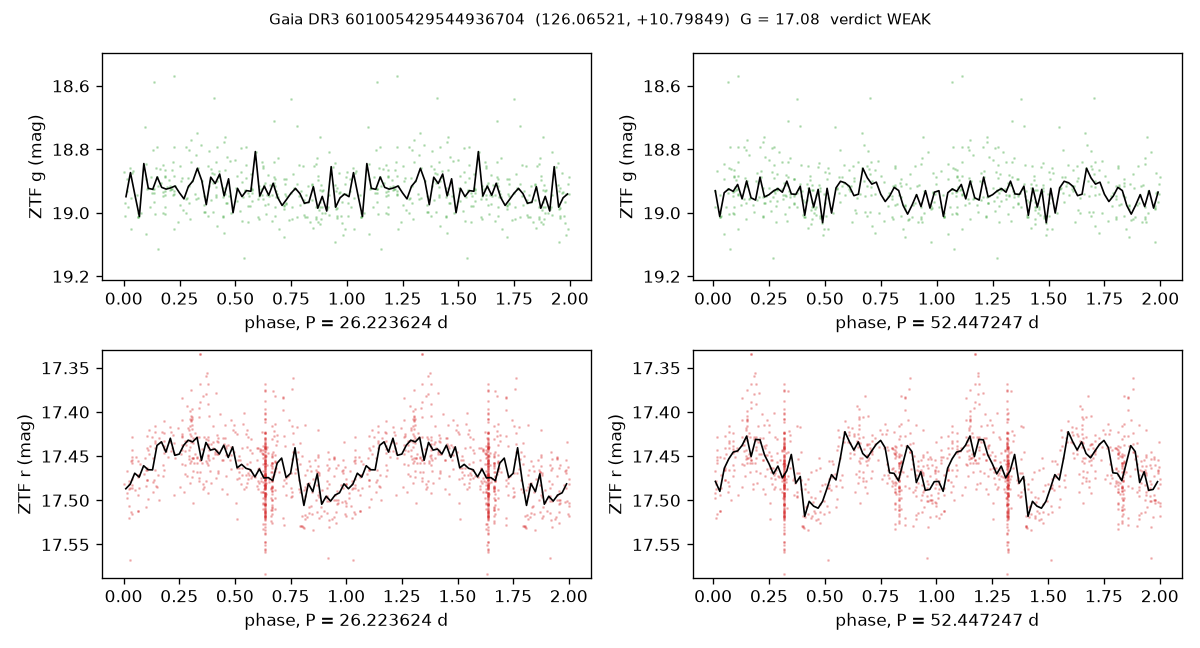 Gaia DR3 601005429544936704  (126.06521, +10.79849)  G = 17.08  verdict WEAK
ZTF g (mag)
18.6
18.8
19.0
19.2
0.00 0.25 0.50 0.75 1.00 1.25 1.50 1.75 2.00
phase, P = 26.223624 d
ZTF g (mag)
18.6
18.8
19.0
19.2
0.00 0.25 0.50 0.75 1.00 1.25 1.50 1.75 2.00
phase, P = 52.447247 d
ZTF r (mag)
17.35
17.40
17.45
17.50
17.55
0.00 0.25 0.50 0.75 1.00 1.25 1.50 1.75 2.00
phase, P = 26.223624 d
ZTF r (mag)
17.35
17.40
17.45
17.50
17.55
0.00 0.25 0.50 0.75 1.00 1.25 1.50 1.75 2.00
phase, P = 52.447247 d